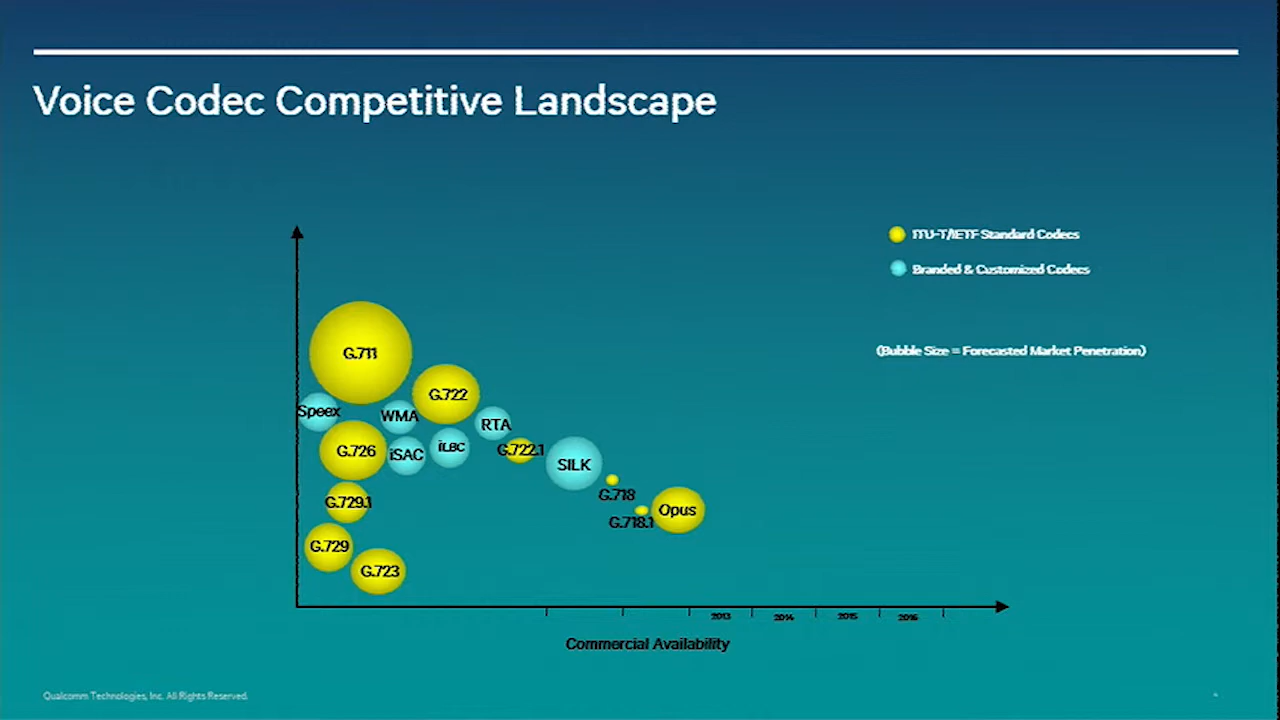 Voice Codec Competitive Landscape
ITU-T/IETF Standard Codecs
Branded & Customized Codecs
(Bubble Size = Forecasted Market Penetration)
G.711
G.722
Speex
WMA
RTA
G.726
iSAC
iLBC
G.722.1
SILK
G.718
G.729.1
Opus
G.718.1
G.729
G.723
2013
2014
2015
2016
Commercial Availability
Qualcomm Technologies, Inc. All Rights Reserved.